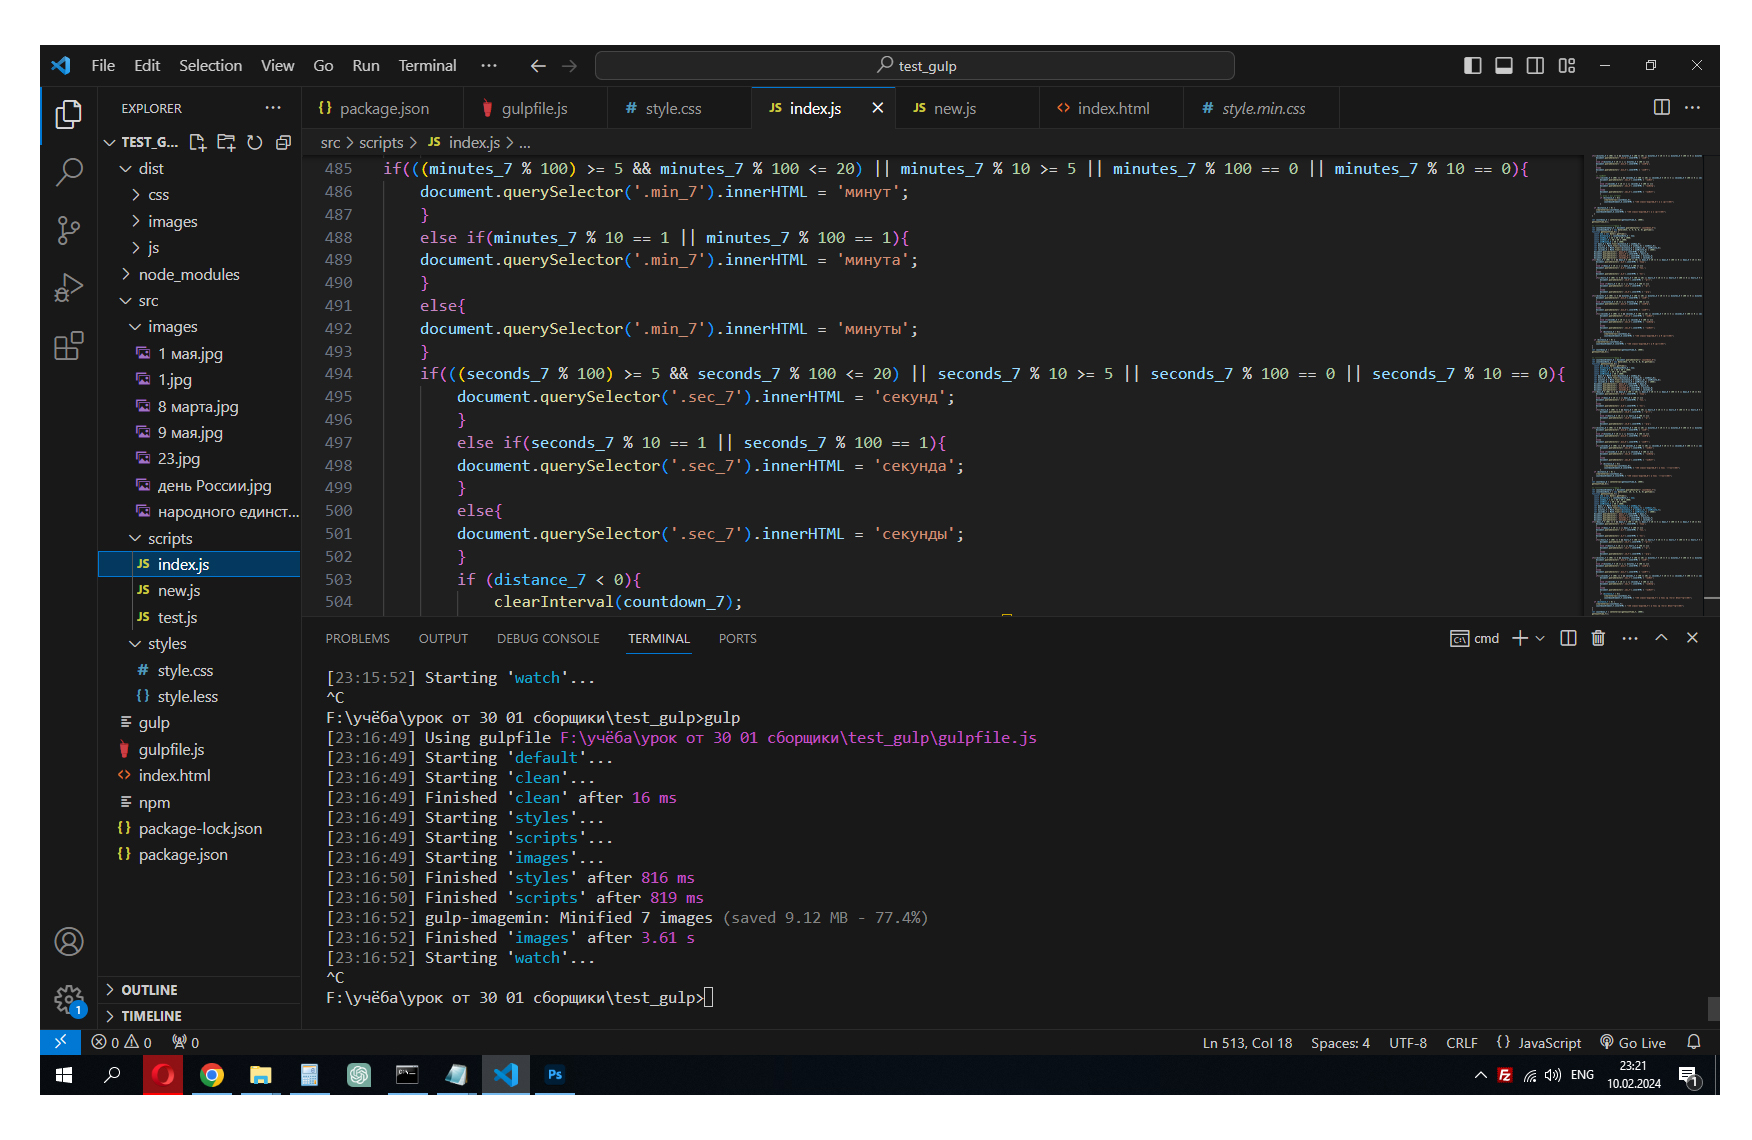 File Edit Selection View Go Run Terminal ··· test_gulp
EXPLORER ···
TEST_G...
dist
css
images
js
node_modules
src
images
1 мая.jpg
1.jpg
8 марта.jpg
9 мая.jpg
23.jpg
день России.jpg
народного единст...
scripts
JS index.js
JS new.js
JS test.js
styles
# style.css
{} style.less
gulp
gulpfile.js
<> index.html
npm
{} package-lock.json
{} package.json
OUTLINE
TIMELINE
{} package.json gulpfile.js # style.css JS index.js JS new.js <> index.html # style.min.css ···
src > scripts > JS index.js > ...
485 if(((minutes_7 % 100) >= 5 && minutes_7 % 100 <= 20) || minutes_7 % 10 >= 5 || minutes_7 % 100 == 0 || minutes_7 % 10 == 0){
486 document.querySelector('.min_7').innerHTML = 'минут';
487 }
488 else if(minutes_7 % 10 == 1 || minutes_7 % 100 == 1){
489 document.querySelector('.min_7').innerHTML = 'минута';
490 }
491 else{
492 document.querySelector('.min_7').innerHTML = 'минуты';
493 }
494 if(((seconds_7 % 100) >= 5 && seconds_7 % 100 <= 20) || seconds_7 % 10 >= 5 || seconds_7 % 100 == 0 || seconds_7 % 10 == 0){
495 document.querySelector('.sec_7').innerHTML = 'секунд';
496 }
497 else if(seconds_7 % 10 == 1 || seconds_7 % 100 == 1){
498 document.querySelector('.sec_7').innerHTML = 'секунда';
499 }
500 else{
501 document.querySelector('.sec_7').innerHTML = 'секунды';
502 }
503 if (distance_7 < 0){
504 clearInterval(countdown_7);
PROBLEMS OUTPUT DEBUG CONSOLE TERMINAL PORTS cmd ···
[23:15:52] Starting 'watch'...
^C
F:\учёба\урок от 30 01 сборщики\test_gulp>gulp
[23:16:49] Using gulpfile F:\учёба\урок от 30 01 сборщики\test_gulp\gulpfile.js
[23:16:49] Starting 'default'...
[23:16:49] Starting 'clean'...
[23:16:49] Finished 'clean' after 16 ms
[23:16:49] Starting 'styles'...
[23:16:49] Starting 'scripts'...
[23:16:49] Starting 'images'...
[23:16:50] Finished 'styles' after 816 ms
[23:16:50] Finished 'scripts' after 819 ms
[23:16:52] gulp-imagemin: Minified 7 images (saved 9.12 MB - 77.4%)
[23:16:52] Finished 'images' after 3.61 s
[23:16:52] Starting 'watch'...
^C
F:\учёба\урок от 30 01 сборщики\test_gulp>
1
0 0 0 Ln 513, Col 18 Spaces: 4 UTF-8 CRLF {} JavaScript Go Live
Ps Fz ENG 23:21
10.02.2024 1